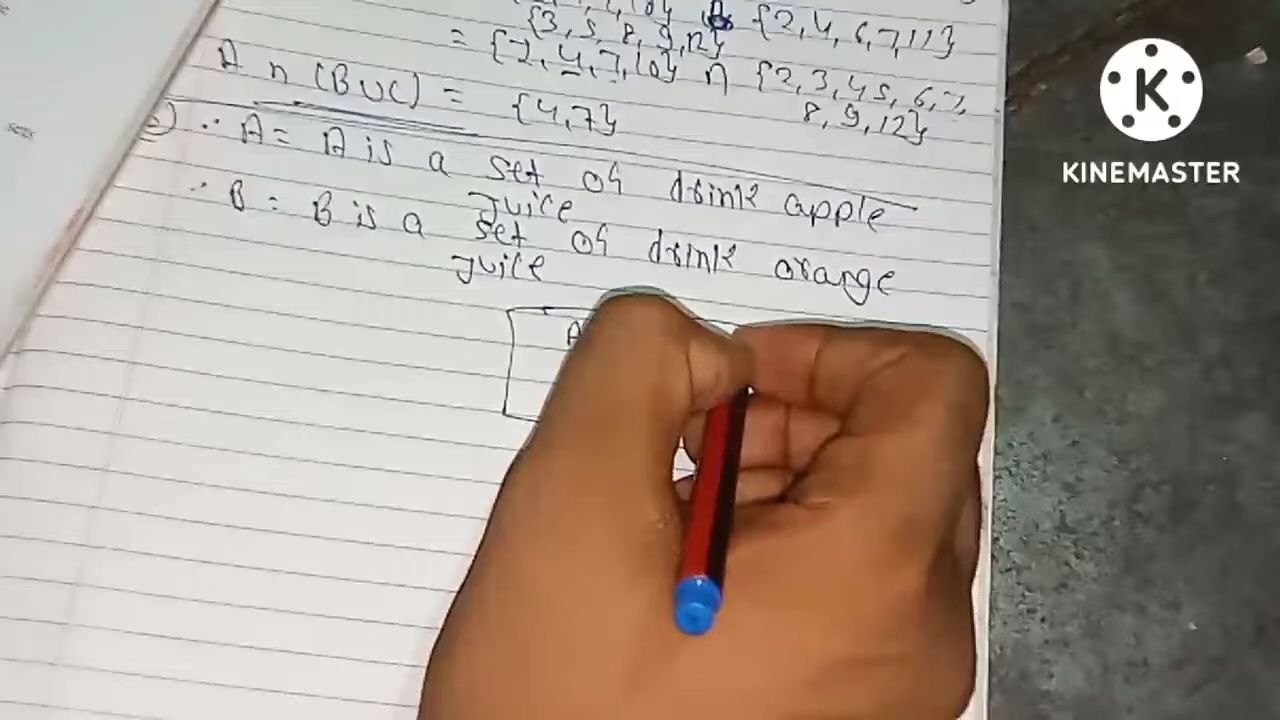 {2,4,6,7,11}
{3,5,8,9,12}
= {2,4,7,10} ∩ {2,3,4,5,6,7,
8,9,12}
A ∩ (BUC) = {4,7}
∴ A = A is a set of drink apple
Juice
∴ B = B is a set of drink orange
Juice
A
K
KINEMASTER